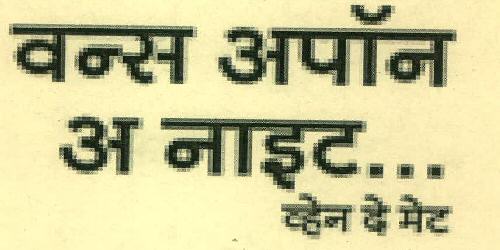 वन्स अपॉन
अ नाइट...
व्हेन दे मेट